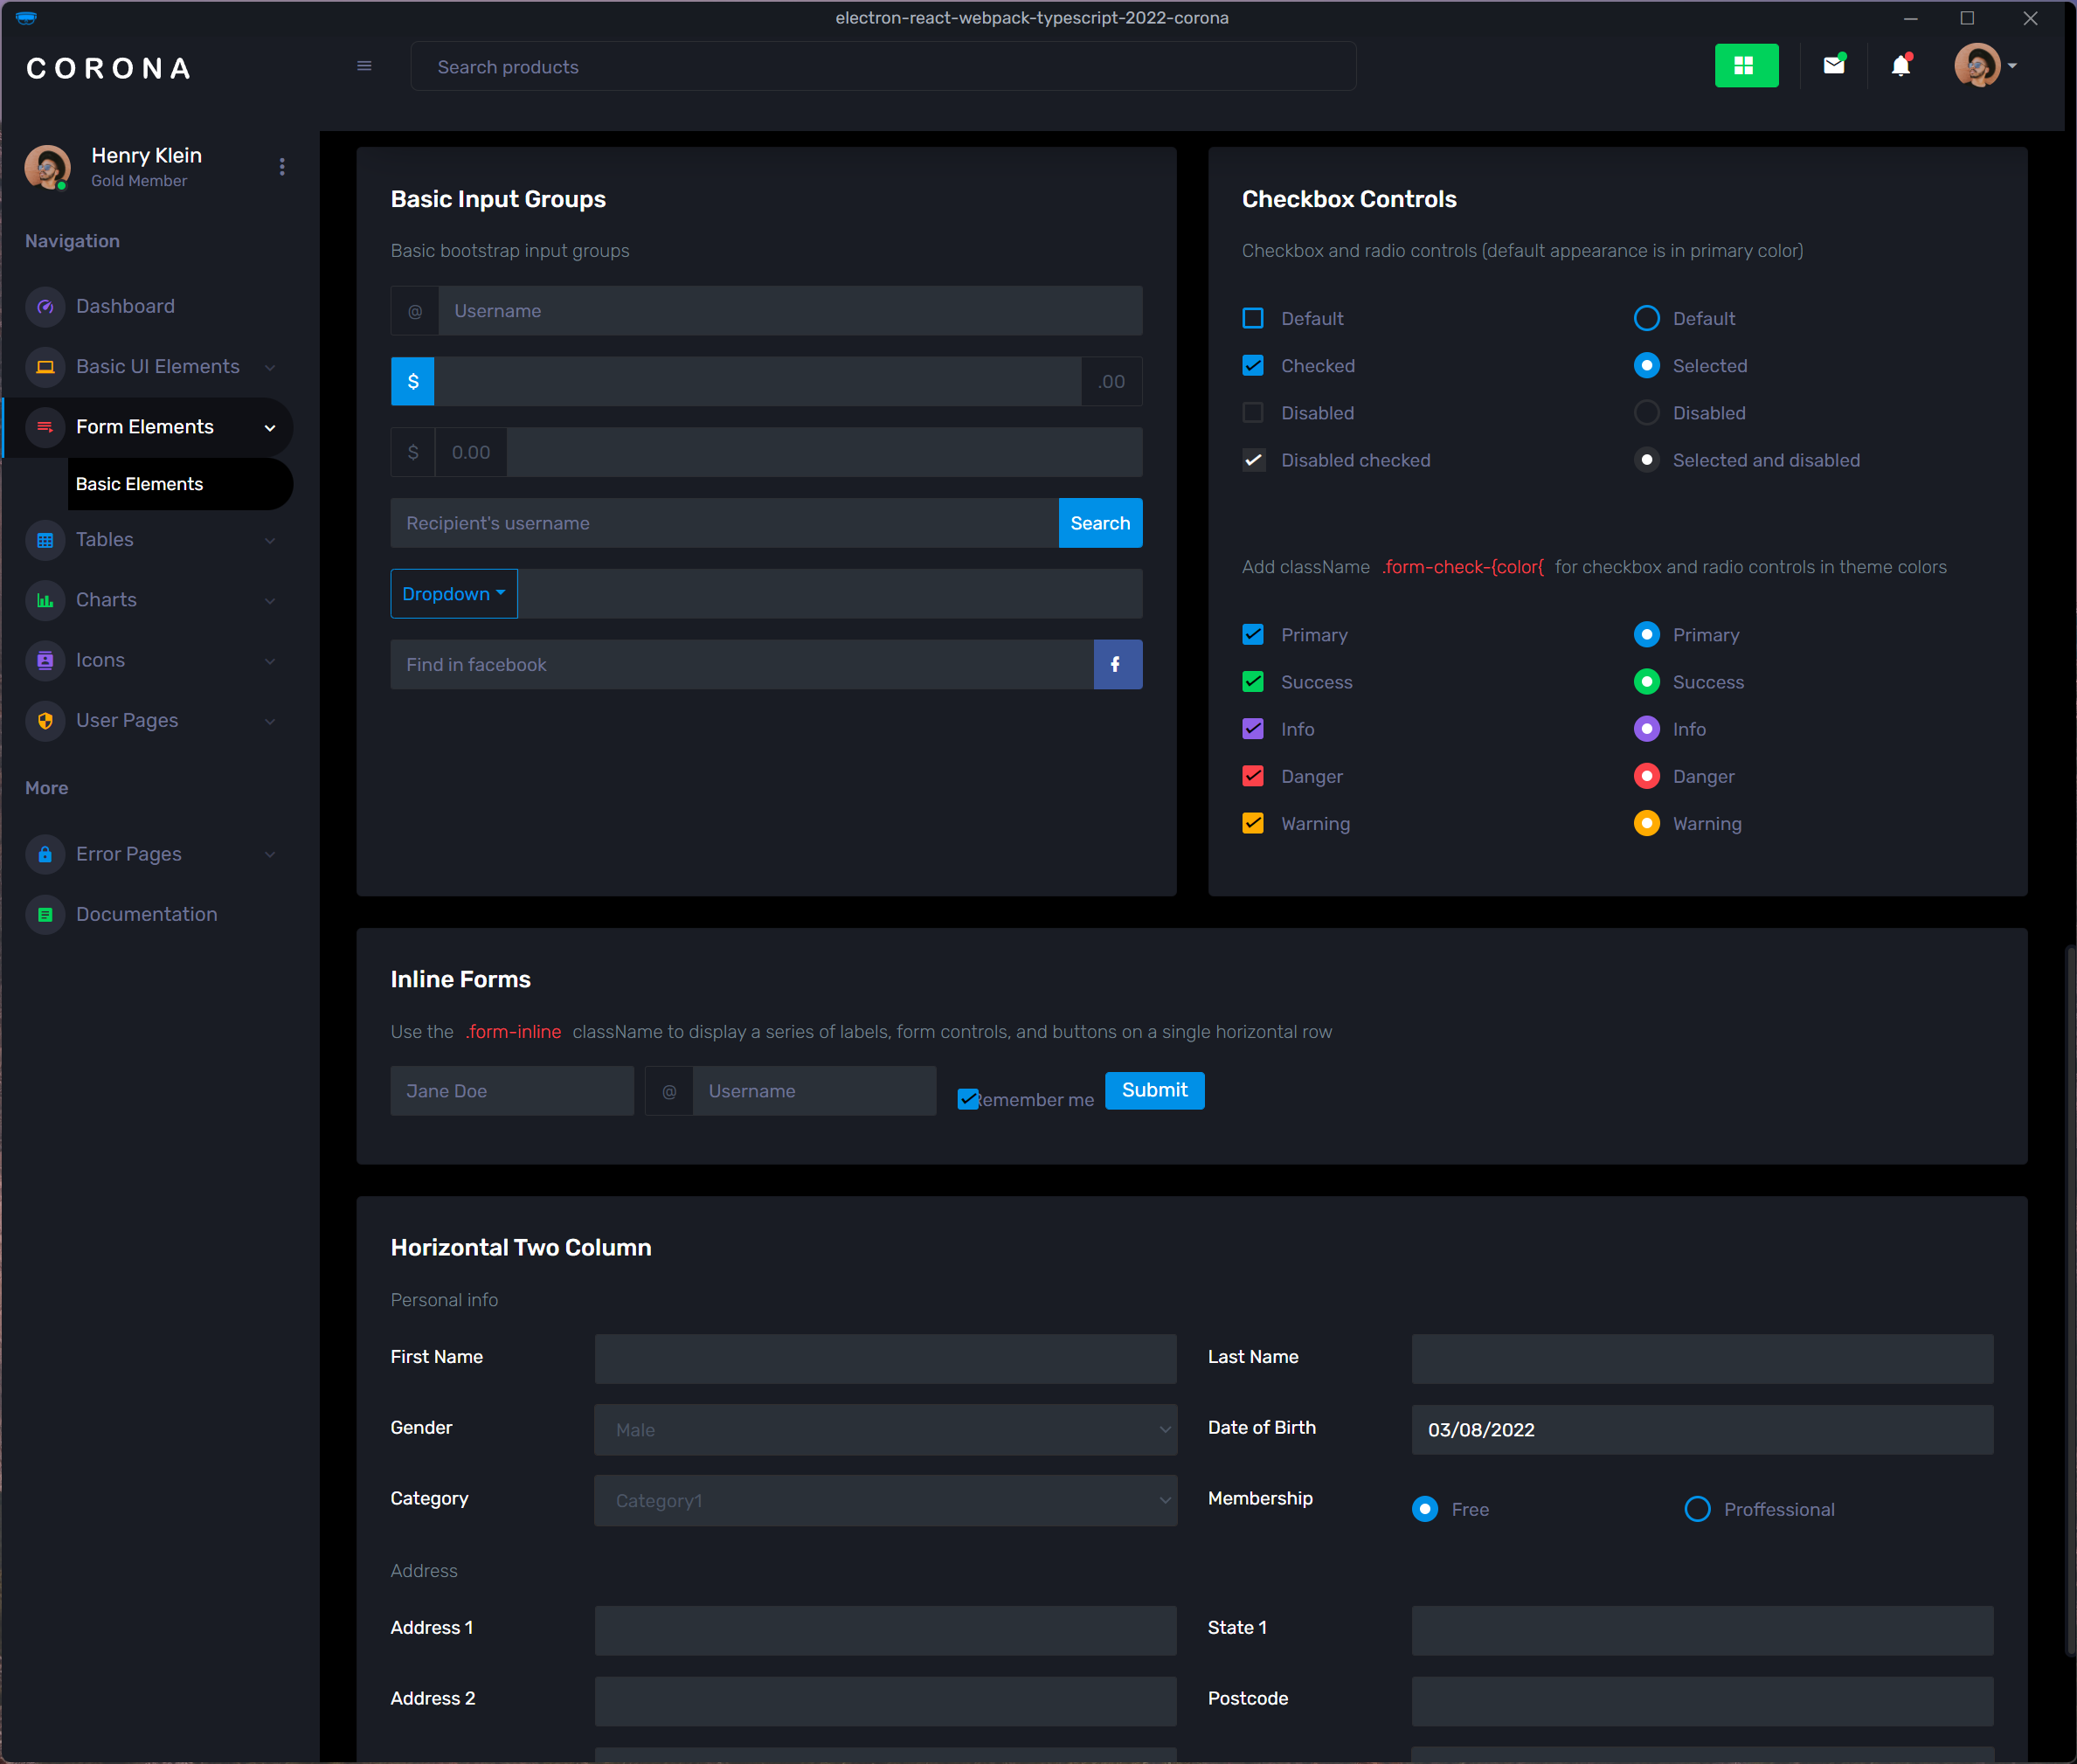 electron-react-webpack-typescript-2022-corona
CORONA
Search products
Henry Klein
Gold Member
Navigation
Dashboard
Basic UI Elements
Form Elements
Basic Elements
Tables
Charts
Icons
User Pages
More
Error Pages
Documentation
Basic Input Groups
Basic bootstrap input groups
@ Username
$ .00
$ 0.00
Recipient's username Search
Dropdown
Find in facebook f
Checkbox Controls
Checkbox and radio controls (default appearance is in primary color)
Default Default
Checked Selected
Disabled Disabled
Disabled checked Selected and disabled
Add className .form-check-{color{ for checkbox and radio controls in theme colors
Primary Primary
Success Success
Info Info
Danger Danger
Warning Warning
Inline Forms
Use the .form-inline className to display a series of labels, form controls, and buttons on a single horizontal row
Jane Doe @ Username Remember me Submit
Horizontal Two Column
Personal info
First Name Last Name
Gender Male Date of Birth 03/08/2022
Category Category1 Membership Free Proffessional
Address
Address 1 State 1
Address 2 Postcode